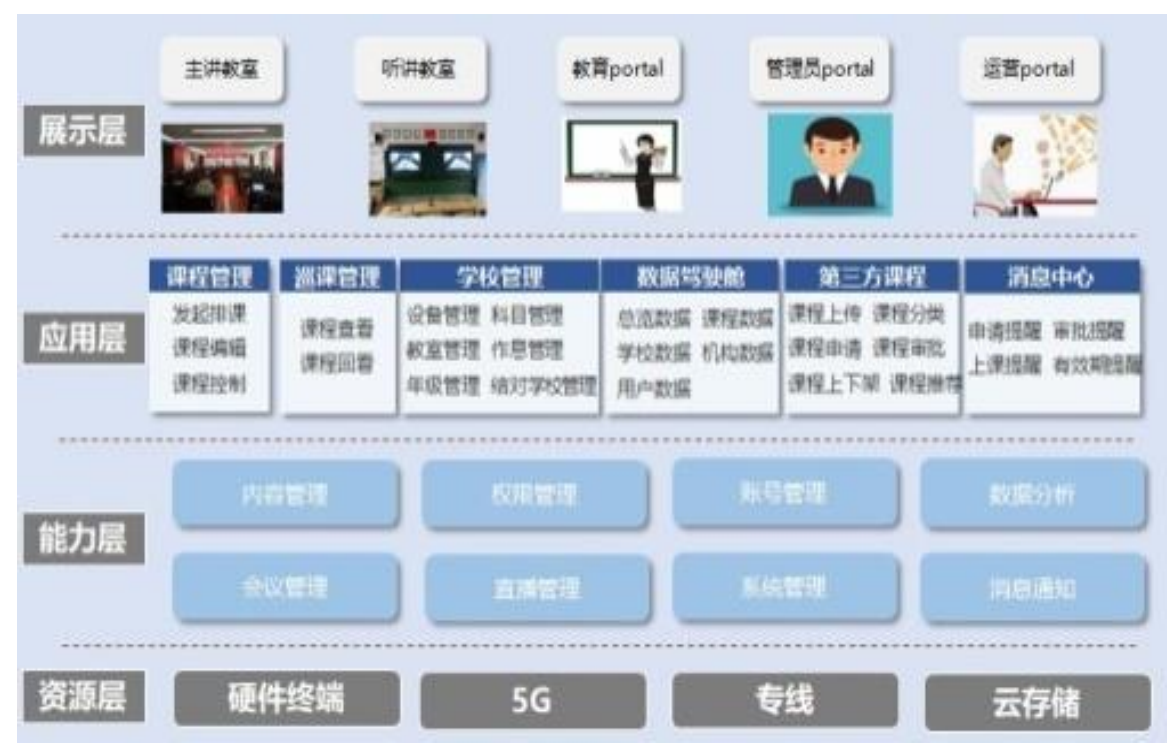 主讲教室 听讲教室 教育portal 管理员portal 运营portal
展示层
课程管理 巡课管理 学校管理 数据驾驶舱 第三方课程 消息中心
发起排课
课程编辑
课程控制
课程查看
课程回看
设备管理 科目管理
教室管理 作息管理
年级管理 结对学校管理
总览数据 课程数据
学校数据 机构数据
用户数据
课程上传 课程分类
课程申请 课程审批
课程上下架 课程推荐
申请提醒 审批提醒
上课提醒 有效期提醒
应用层
内容管理 权限管理 账号管理 数据分析
能力层
会议管理 直播管理 系统管理 消息通知
资源层 硬件终端 5G 专线 云存储